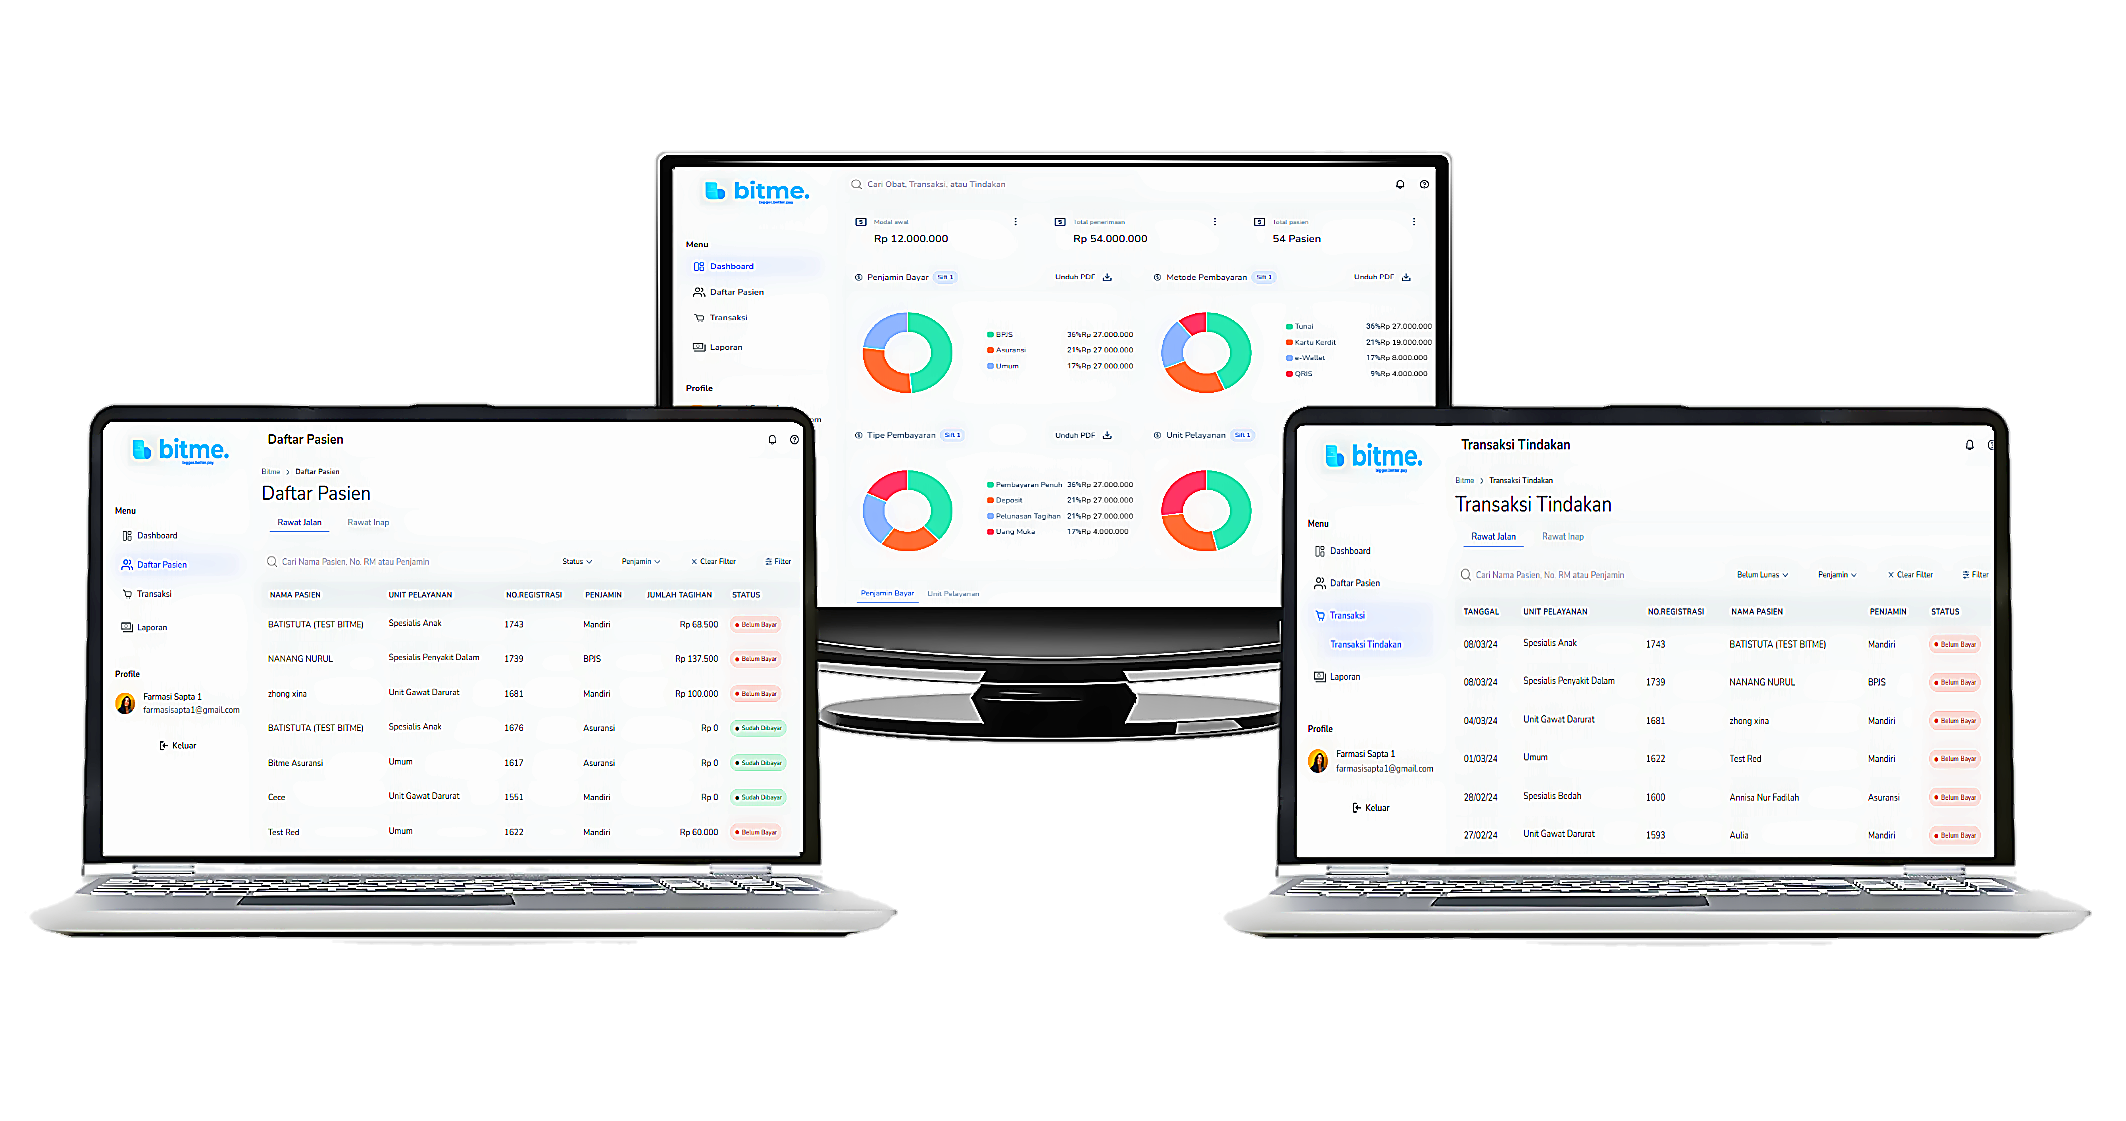 bitme.
Cari Obat, Transaksi, atau Tindakan
Modal awal
Rp 12.000.000
Total penerimaan
Rp 54.000.000
Total pasien
54 Pasien
Menu
Dashboard
Daftar Pasien
Transaksi
Laporan
Profile
om
Penjamin Bayar Sift 1 Unduh PDF
BPJS 36%Rp 27.000.000
Asuransi 21%Rp 27.000.000
Umum 17%Rp 27.000.000
Metode Pembayaran Sift 1 Unduh PDF
Tunai 36%Rp 27.000.000
Kartu Kerdit 21%Rp 19.000.000
e-Wallet 17%Rp 8.000.000
QRIS 9%Rp 4.000.000
Tipe Pembayaran Sift 1 Unduh PDF
Pembayaran Penuh 36%Rp 27.000.000
Deposit 21%Rp 27.000.000
Pelunasan Tagihan 21%Rp 27.000.000
Uang Muka 17%Rp 4.000.000
Unit Pelayanan Sift 1
Penjamin Bayar Unit Pelayanan
bitme.
Menu
Dashboard
Daftar Pasien
Transaksi
Laporan
Profile
Farmasi Sapta 1
farmasisapta1@gmail.com
Keluar
Daftar Pasien
Bitme > Daftar Pasien
Daftar Pasien
Rawat Jalan Rawat Inap
Cari Nama Pasien, No. RM atau Penjamin Status Penjamin Clear Filter Filter
NAMA PASIEN UNIT PELAYANAN NO.REGISTRASI PENJAMIN JUMLAH TAGIHAN STATUS
BATISTUTA (TEST BITME) Spesialis Anak 1743 Mandiri Rp 68.500 Belum Bayar
NANANG NURUL Spesialis Penyakit Dalam 1739 BPJS Rp 137.500 Belum Bayar
zhong xina Unit Gawat Darurat 1681 Mandiri Rp 100.000 Belum Bayar
BATISTUTA (TEST BITME) Spesialis Anak 1676 Asuransi Rp 0 Sudah Dibayar
Bitme Asuransi Umum 1617 Asuransi Rp 0 Sudah Dibayar
Cece Unit Gawat Darurat 1551 Mandiri Rp 0 Sudah Dibayar
Test Red Umum 1622 Mandiri Rp 60.000 Belum Bayar
bitme.
Menu
Dashboard
Daftar Pasien
Transaksi
Transaksi Tindakan
Laporan
Profile
Farmasi Sapta 1
farmasisapta1@gmail.com
Keluar
Transaksi Tindakan
Bitme > Transaksi Tindakan
Transaksi Tindakan
Rawat Jalan Rawat Inap
Cari Nama Pasien, No. RM atau Penjamin Belum Lunas Penjamin Clear Filter Filter
TANGGAL UNIT PELAYANAN NO.REGISTRASI NAMA PASIEN PENJAMIN STATUS
08/03/24 Spesialis Anak 1743 BATISTUTA (TEST BITME) Mandiri Belum Bayar
08/03/24 Spesialis Penyakit Dalam 1739 NANANG NURUL BPJS Belum Bayar
04/03/24 Unit Gawat Darurat 1681 zhong xina Mandiri Belum Bayar
01/03/24 Umum 1622 Test Red Mandiri Belum Bayar
28/02/24 Spesialis Bedah 1600 Annisa Nur Fadilah Asuransi Belum Bayar
27/02/24 Unit Gawat Darurat 1593 Aulia Mandiri Belum Bayar